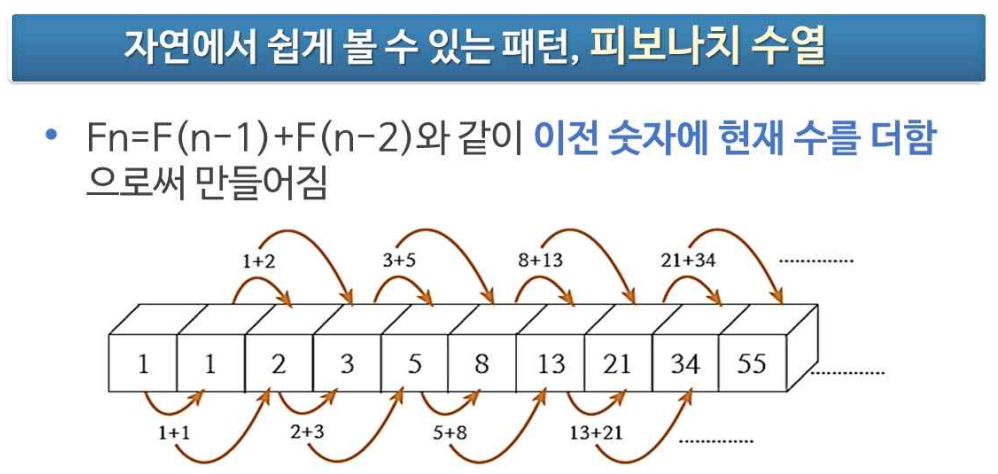 자연에서 쉽게 볼 수 있는 패턴, 피보나치 수열
• Fn=F(n-1)+F(n-2)와 같이 이전 숫자에 현재 수를 더함
으로써 만들어짐
1+2 3+5 8+13 21+34 ..............
1 1 2 3 5 8 13 21 34 55 ..............
1+1 2+3 5+8 13+21 ..............